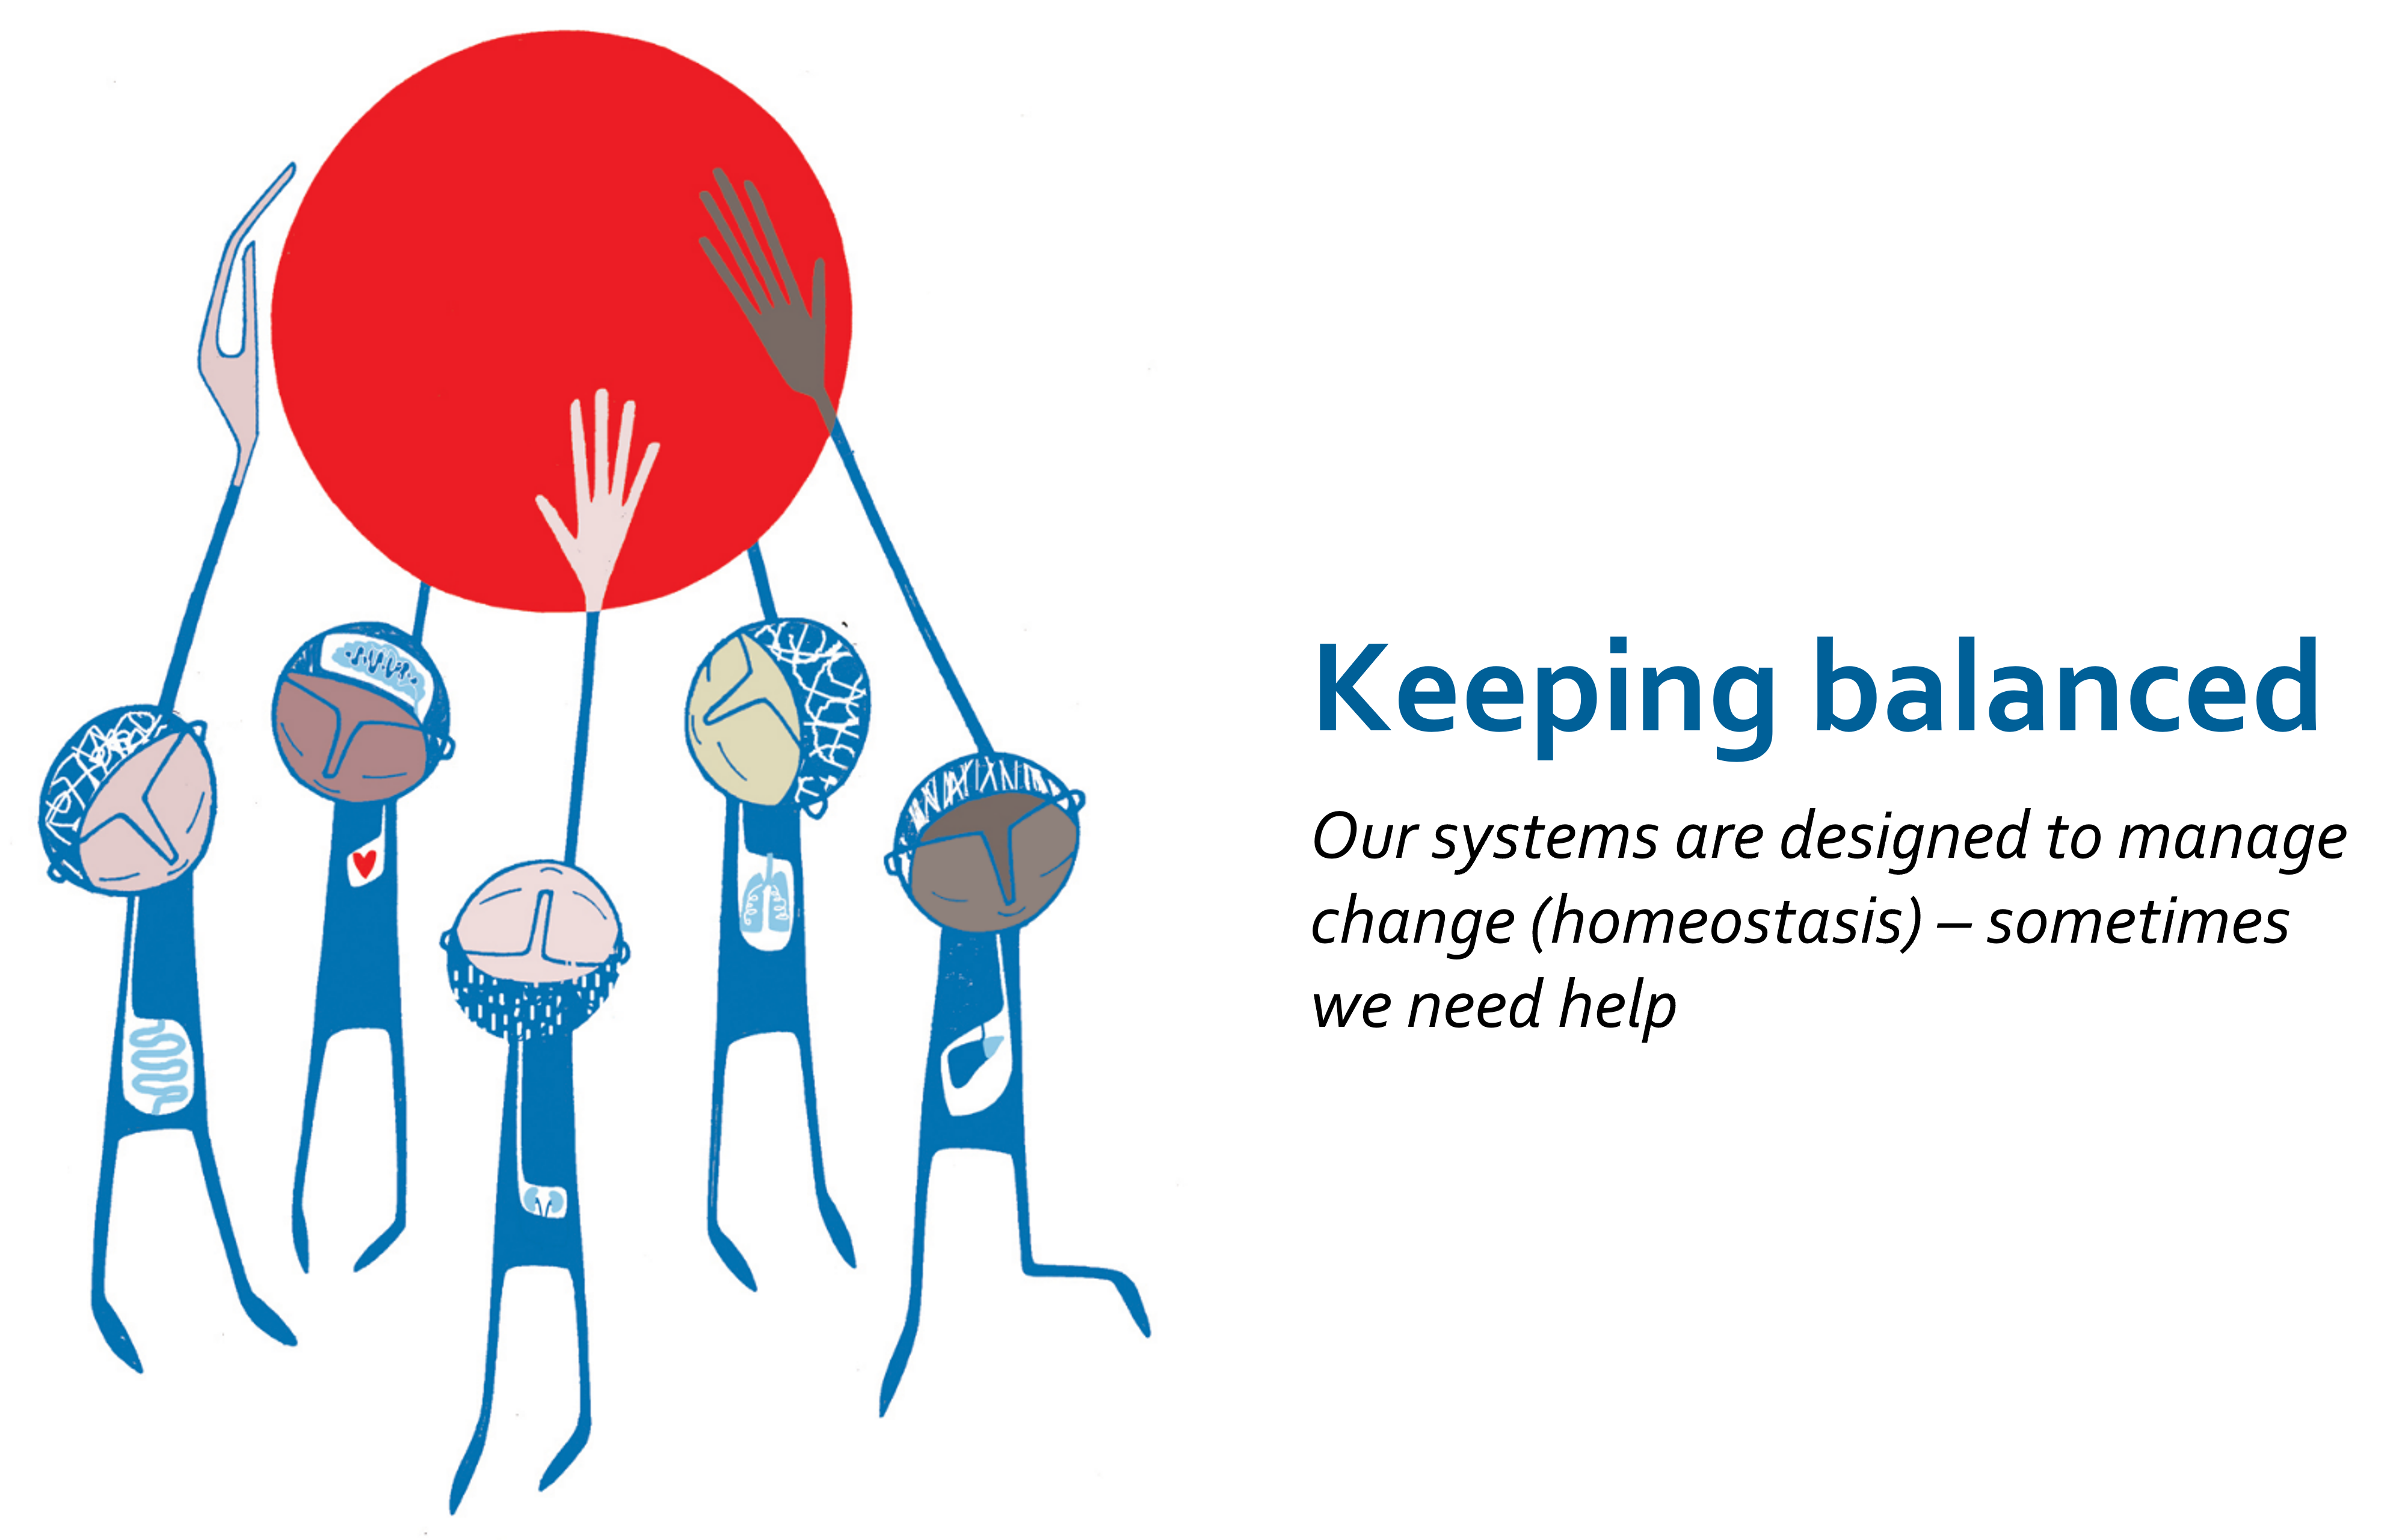 Keeping balanced
Our systems are designed to manage
change (homeostasis) – sometimes
we need help